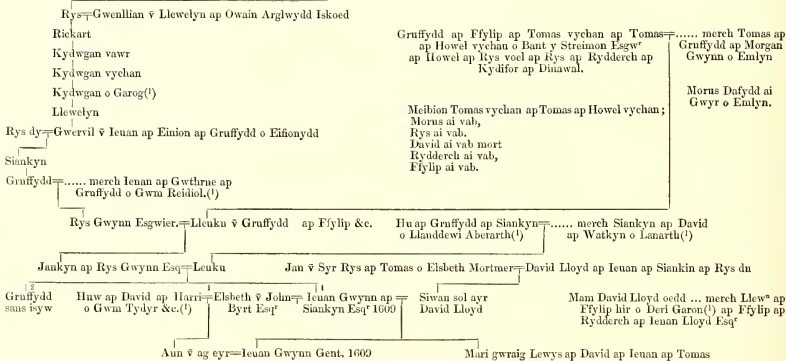 Rys╤Gwenllian v̄ Llewelyn ap Owain Arglwydd Iskoed
Rickart
Kydwgan vawr
Kydwgan vychan
Kydwgan o Garog(¹)
Llewelyn
Rys dy╤Gwervil v̄ Ieuan ap Einion ap Gruffydd o Eifionydd
Siankyn
Gruffydd╤...... merch Ieuan ap Gwthrne ap
Gruffydd o Gwm Reidiol.(¹)
Gruffydd ap Ffylip ap Tomas vychan ap Tomas╤...... merch Tomas ap
ap Howel vychan o Bant y Streimon Esgwʳ
ap Howel ap Rys voel ap Rys ap Rydderch ap
Kydifor ap Dinawal.
Gruffydd ap Morgan
Gwynn o Emlyn
Morus Dafydd ai
Gwyr o Emlyn.
Meibion Tomas vychan ap Tomas ap Howel vychan;
Morus ai vab,
Rys ai vab.
David ai vab mort
Rydderch ai vab,
Ffylip ai vab.
Rys Gwynn Esgwier.╤Lleuku v̄ Gruffydd ap Ffylip &c.
Hu ap Gruffydd ap Siankyn╤...... merch Siankyn ap David
o Llanddewi Aberarth(¹)
ap Watkyn o Lanarth(¹)
Jankyn ap Rys Gwynn Esq╤Leuku
Jan v̄ Syr Rys ap Tomas o Elsbeth Mortmer╤David Lloyd ap Ieuan ap Siankin ap Rys du
2 1 1
Gruffydd
sans isyw
Huw ap David ap Harri╤Elsbeth v̄ John╤Ieuan Gwynn ap╤
o Gwm Tydyr &c.(¹)
Byrt Esqʳ
Siankyn Esqʳ 1609
Siwan sol ayr
David Lloyd
Mam David Lloyd oedd ... merch Llewⁿ ap
Ffylip hir o Deri Garon(¹) ap Ffylip ap
Rydderch ap Ieuan Lloyd Esqʳ
Ann v̄ ag eyr═Ieuan Gwynn Gent. 1609
Mari gwraig Lewys ap David ap Ieuan ap Tomas